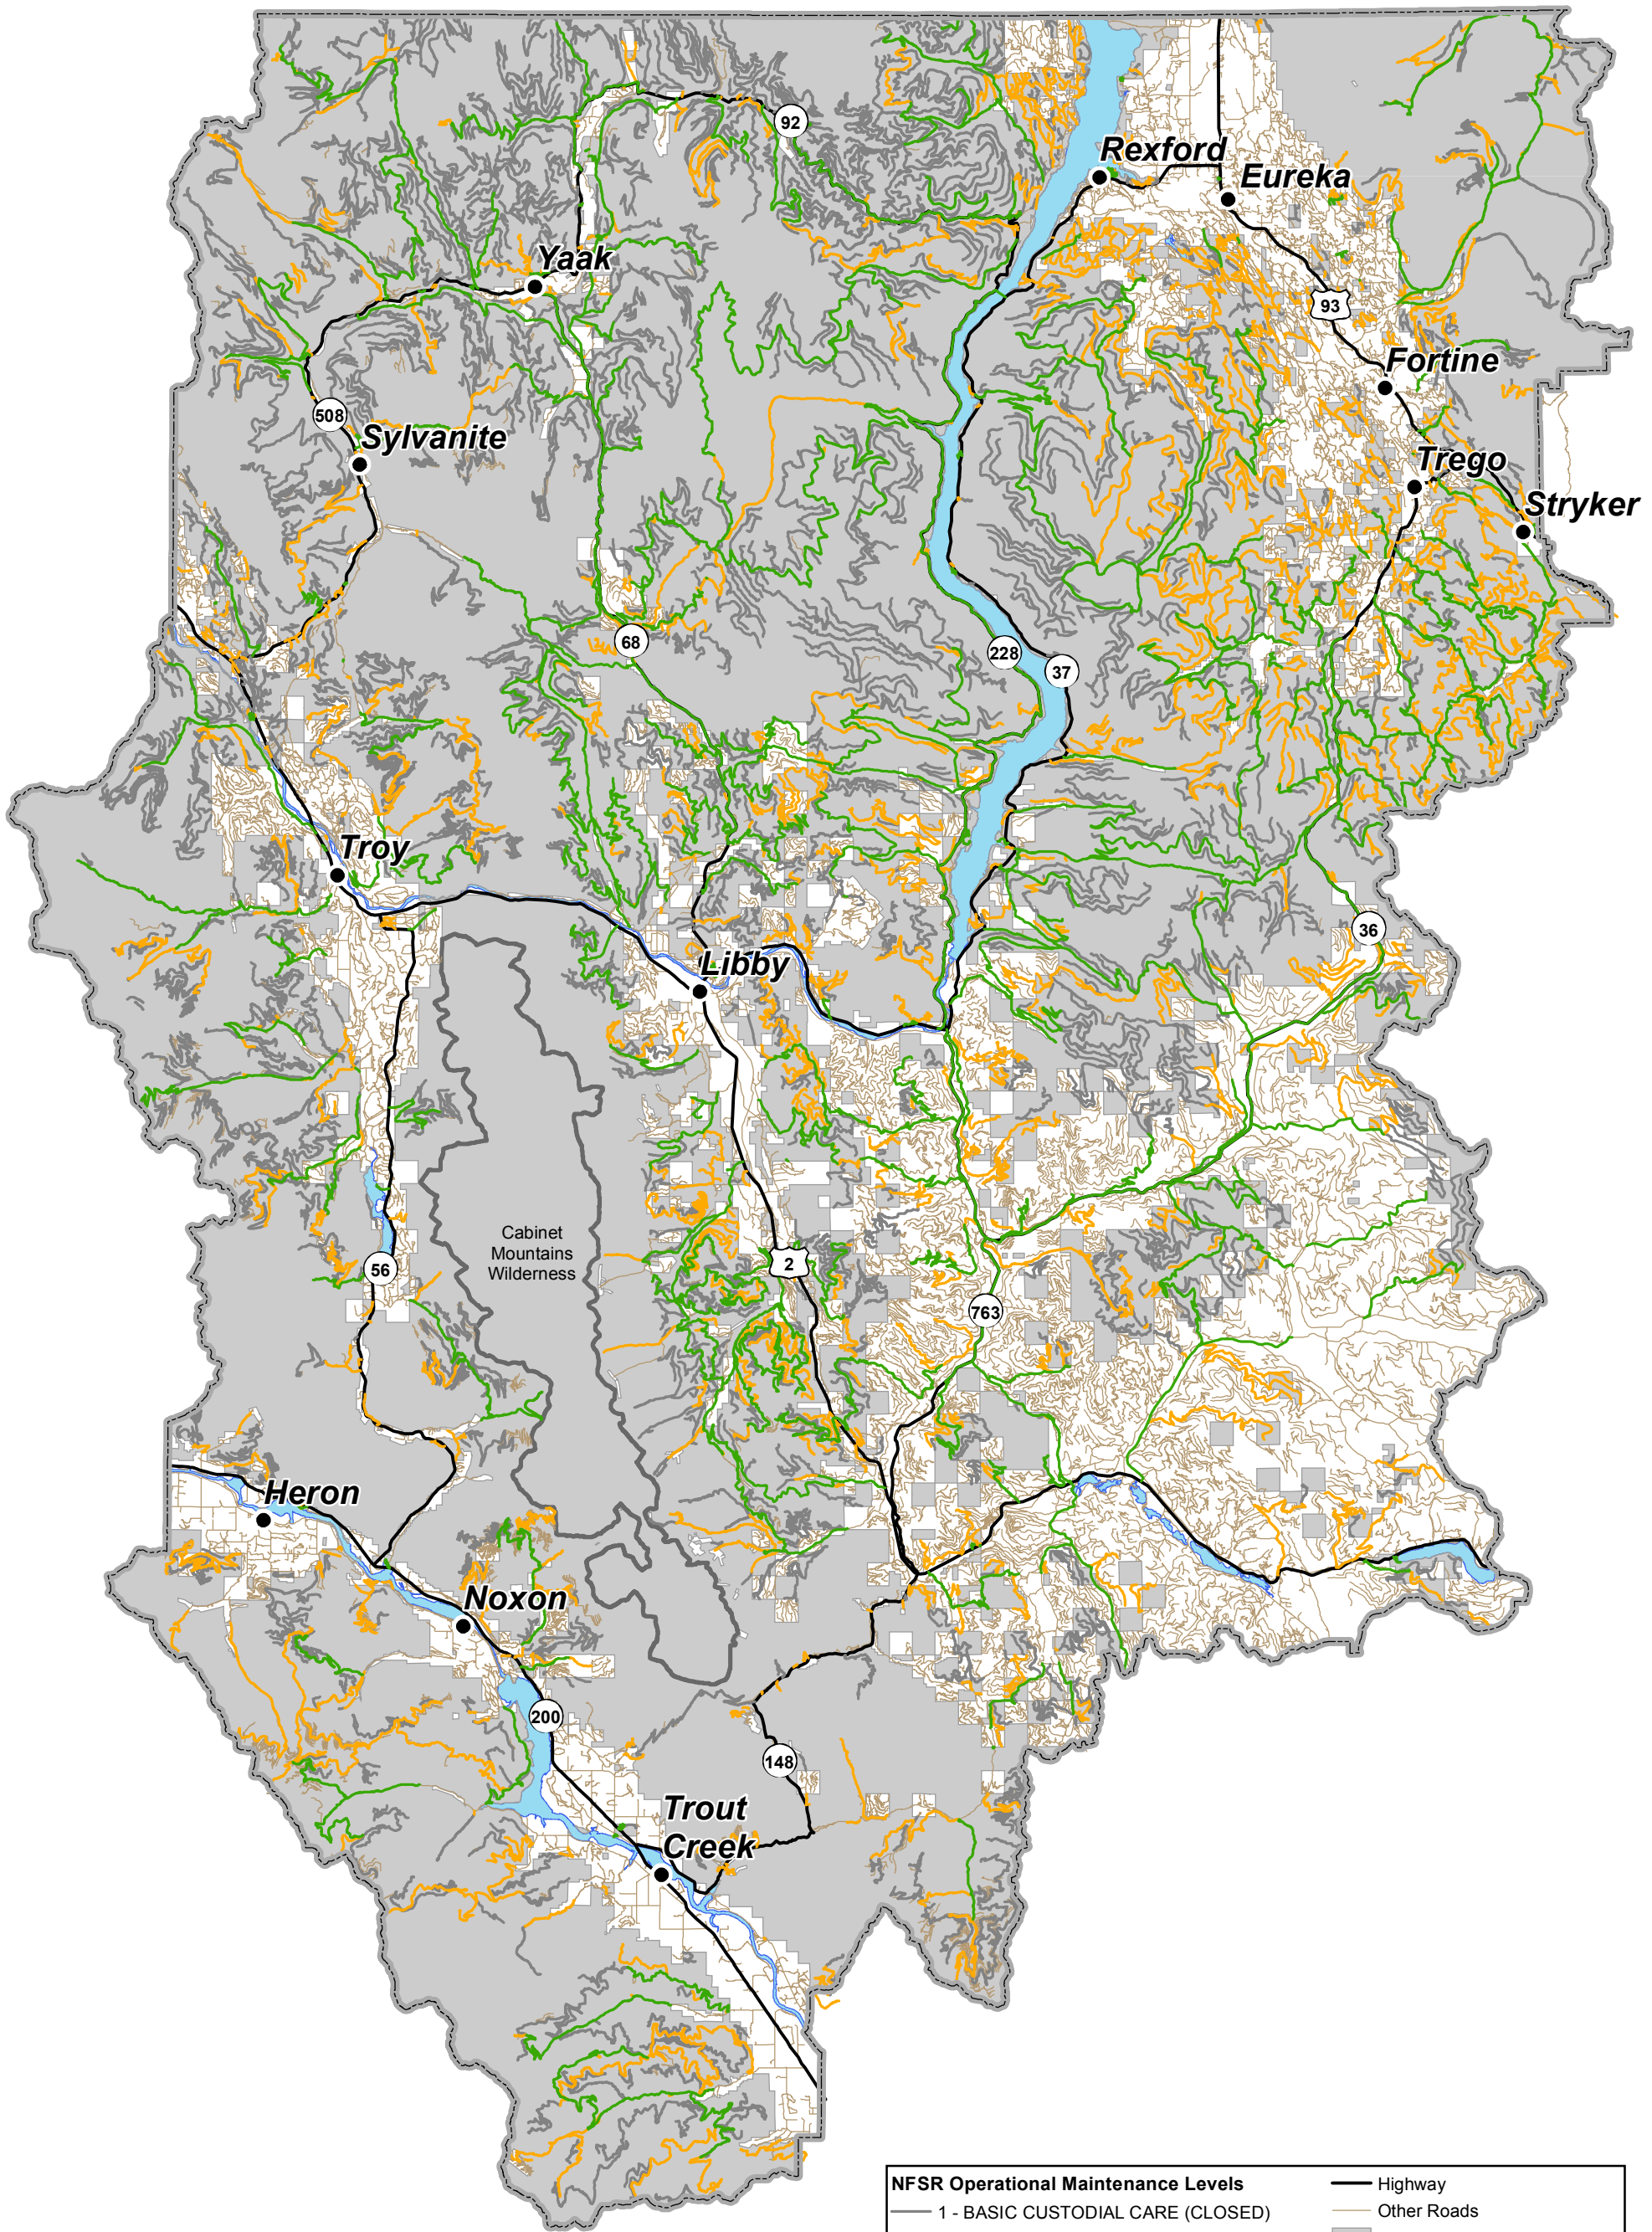 92
Rexford
Eureka
Yaak
93
Fortine
508
Sylvanite
Trego
Stryker
68
228
37
Troy
36
Libby
Cabinet
Mountains
Wilderness
2
56
763
Heron
Noxon
200
148
Trout
Creek
NFSR Operational Maintenance Levels
1 - BASIC CUSTODIAL CARE (CLOSED)
Highway
Other Roads